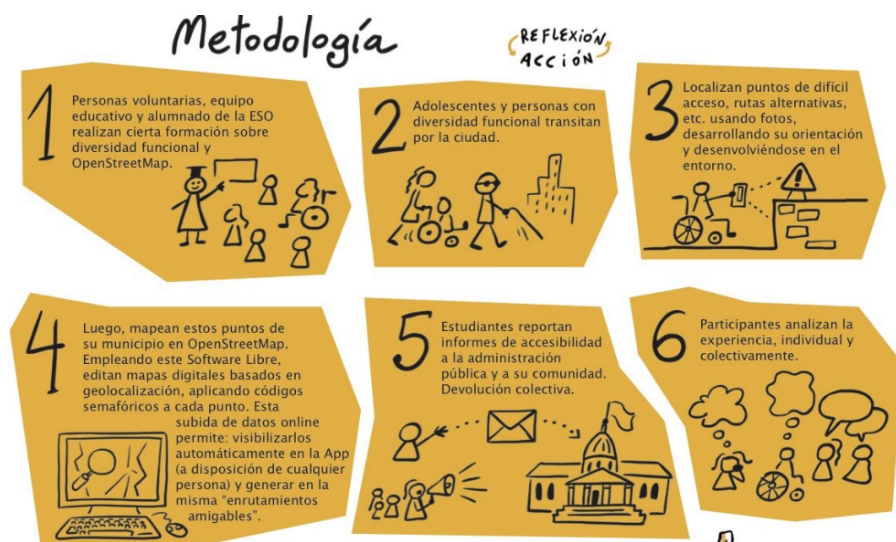 Metodología
REFLEXIÓN
ACCIÓN
1
Personas voluntarias, equipo
educativo y alumnado de la ESO
realizan cierta formación sobre
diversidad funcional y
OpenStreetMap.
2
Adolescentes y personas con
diversidad funcional transitan
por la ciudad.
3
Localizan puntos de difícil
acceso, rutas alternativas,
etc. usando fotos,
desarrollando su orientación
y desenvolviéndose en el
entorno.
4
Luego, mapean estos puntos de
su municipio en OpenStreetMap.
Empleando este Software Libre,
editan mapas digitales basados en
geolocalización, aplicando códigos
semafóricos a cada punto. Esta
subida de datos online
permite: visibilizarlos
automáticamente en la App
(a disposición de cualquier
persona) y generar en la
misma "enrutamientos
amigables".
5
Estudiantes reportan
informes de accesibilidad
a la administración
pública y a su comunidad.
Devolución colectiva.
6
Participantes analizan la
experiencia, individual y
colectivamente.